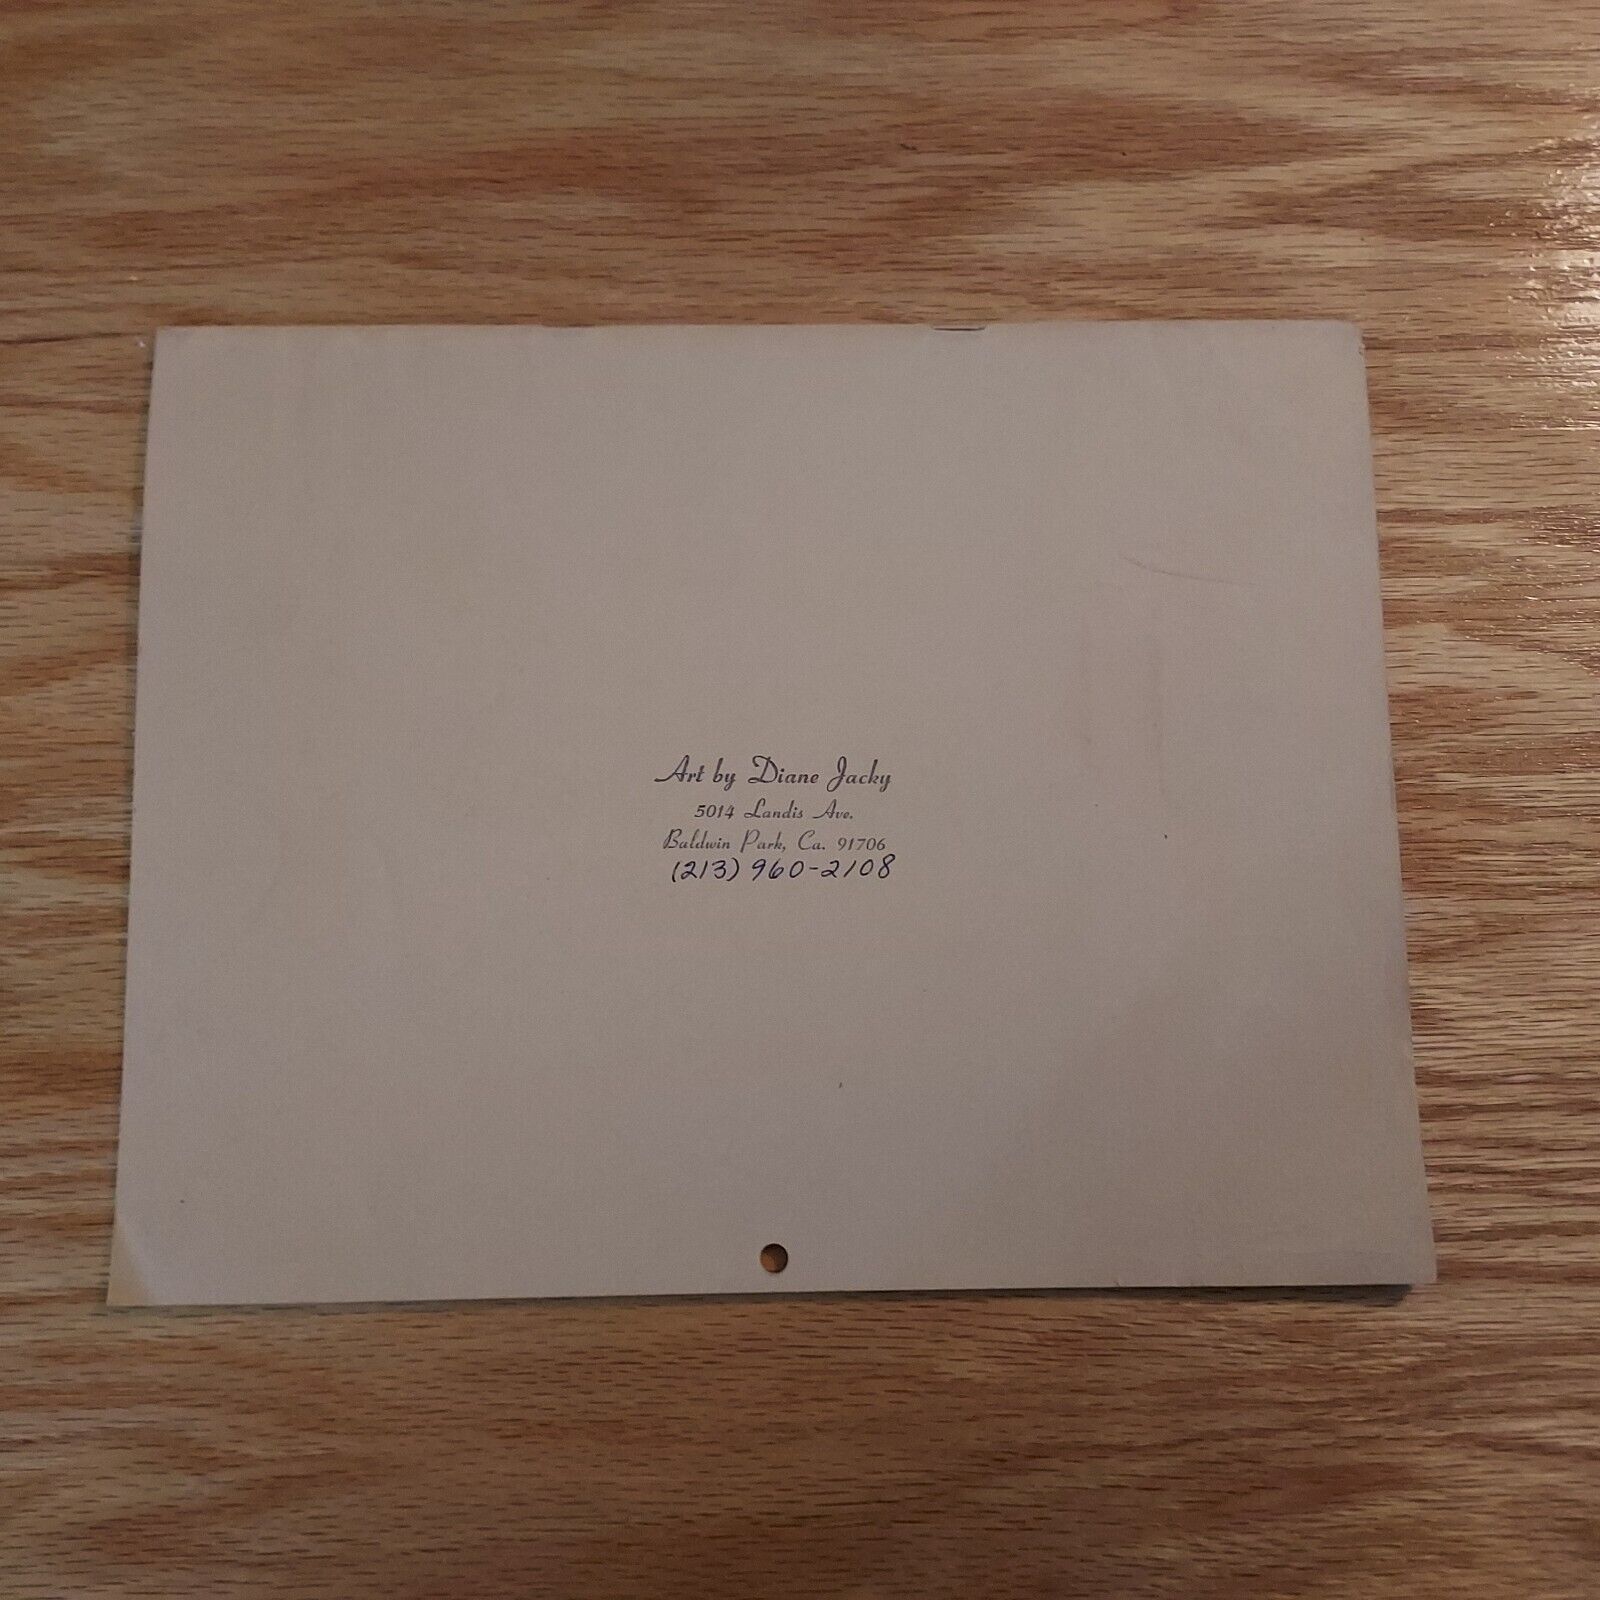 Art by Diane Jacky
5014 Landis Ave.
Baldwin Park, Ca. 91706
(213) 960-2108